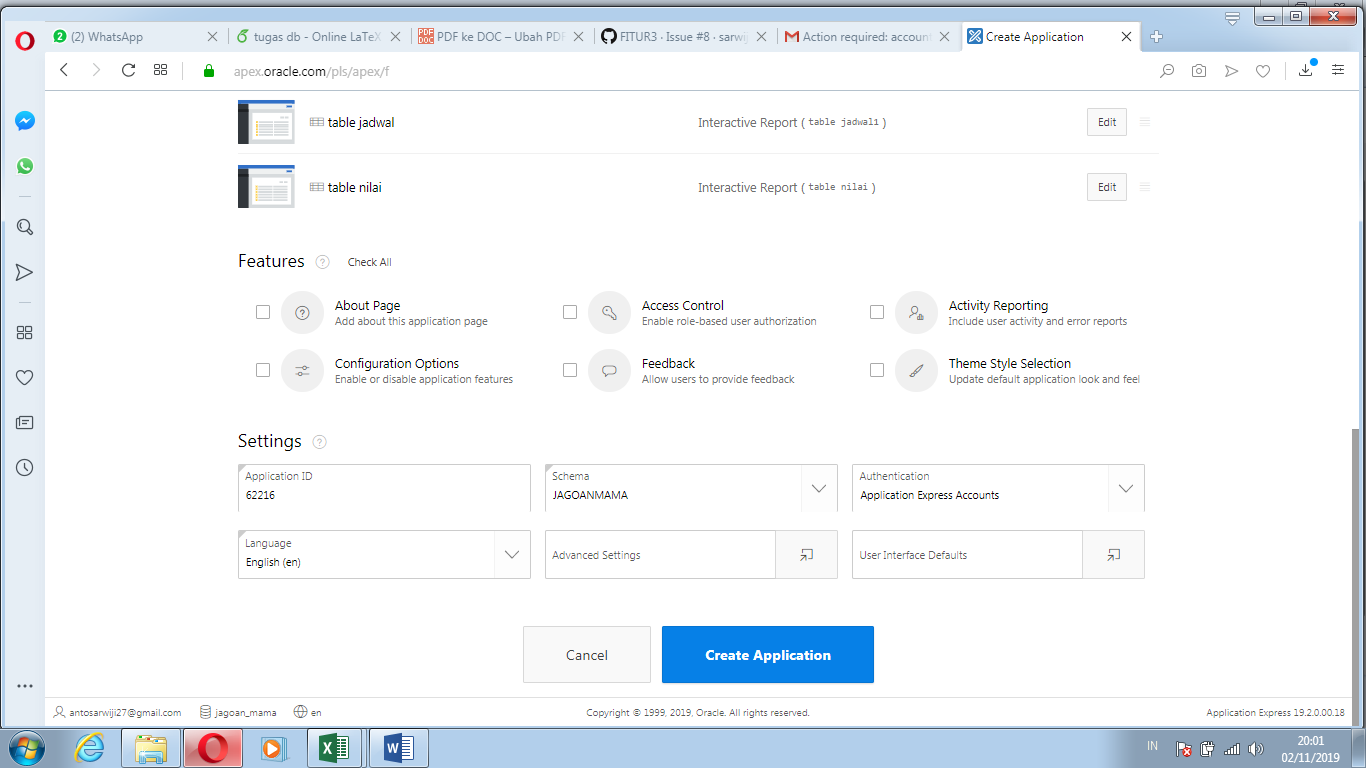 (2) WhatsApp
tugas db - Online LaTeX
PDF ke DOC – Ubah PDF
FITUR3 · Issue #8 · sarwij
Action required: account
Create Application
apex.oracle.com/pls/apex/f
table jadwal
Interactive Report ( table jadwal1 )
Edit
table nilai
Interactive Report ( table nilai )
Edit
Features
Check All
About Page
Add about this application page
Access Control
Enable role-based user authorization
Activity Reporting
Include user activity and error reports
Configuration Options
Enable or disable application features
Feedback
Allow users to provide feedback
Theme Style Selection
Update default application look and feel
Settings
Application ID
62216
Schema
JAGOANMAMA
Authentication
Application Express Accounts
Language
English (en)
Advanced Settings
User Interface Defaults
Cancel
Create Application
antosarwiji27@gmail.com
jagoan_mama
en
Copyright © 1999, 2019, Oracle. All rights reserved.
Application Express 19.2.0.00.18
IN
20:01
02/11/2019